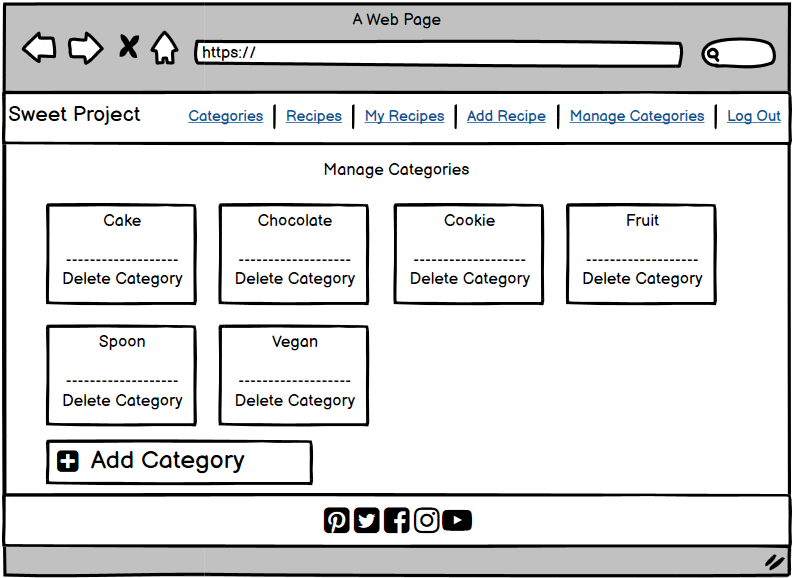 A Web Page
https://
Sweet Project
Categories
Recipes
My Recipes
Add Recipe
Manage Categories
Log Out
Manage Categories
Cake
-------------------
Delete Category
Chocolate
-------------------
Delete Category
Cookie
-------------------
Delete Category
Fruit
-------------------
Delete Category
Spoon
-------------------
Delete Category
Vegan
-------------------
Delete Category
Add Category